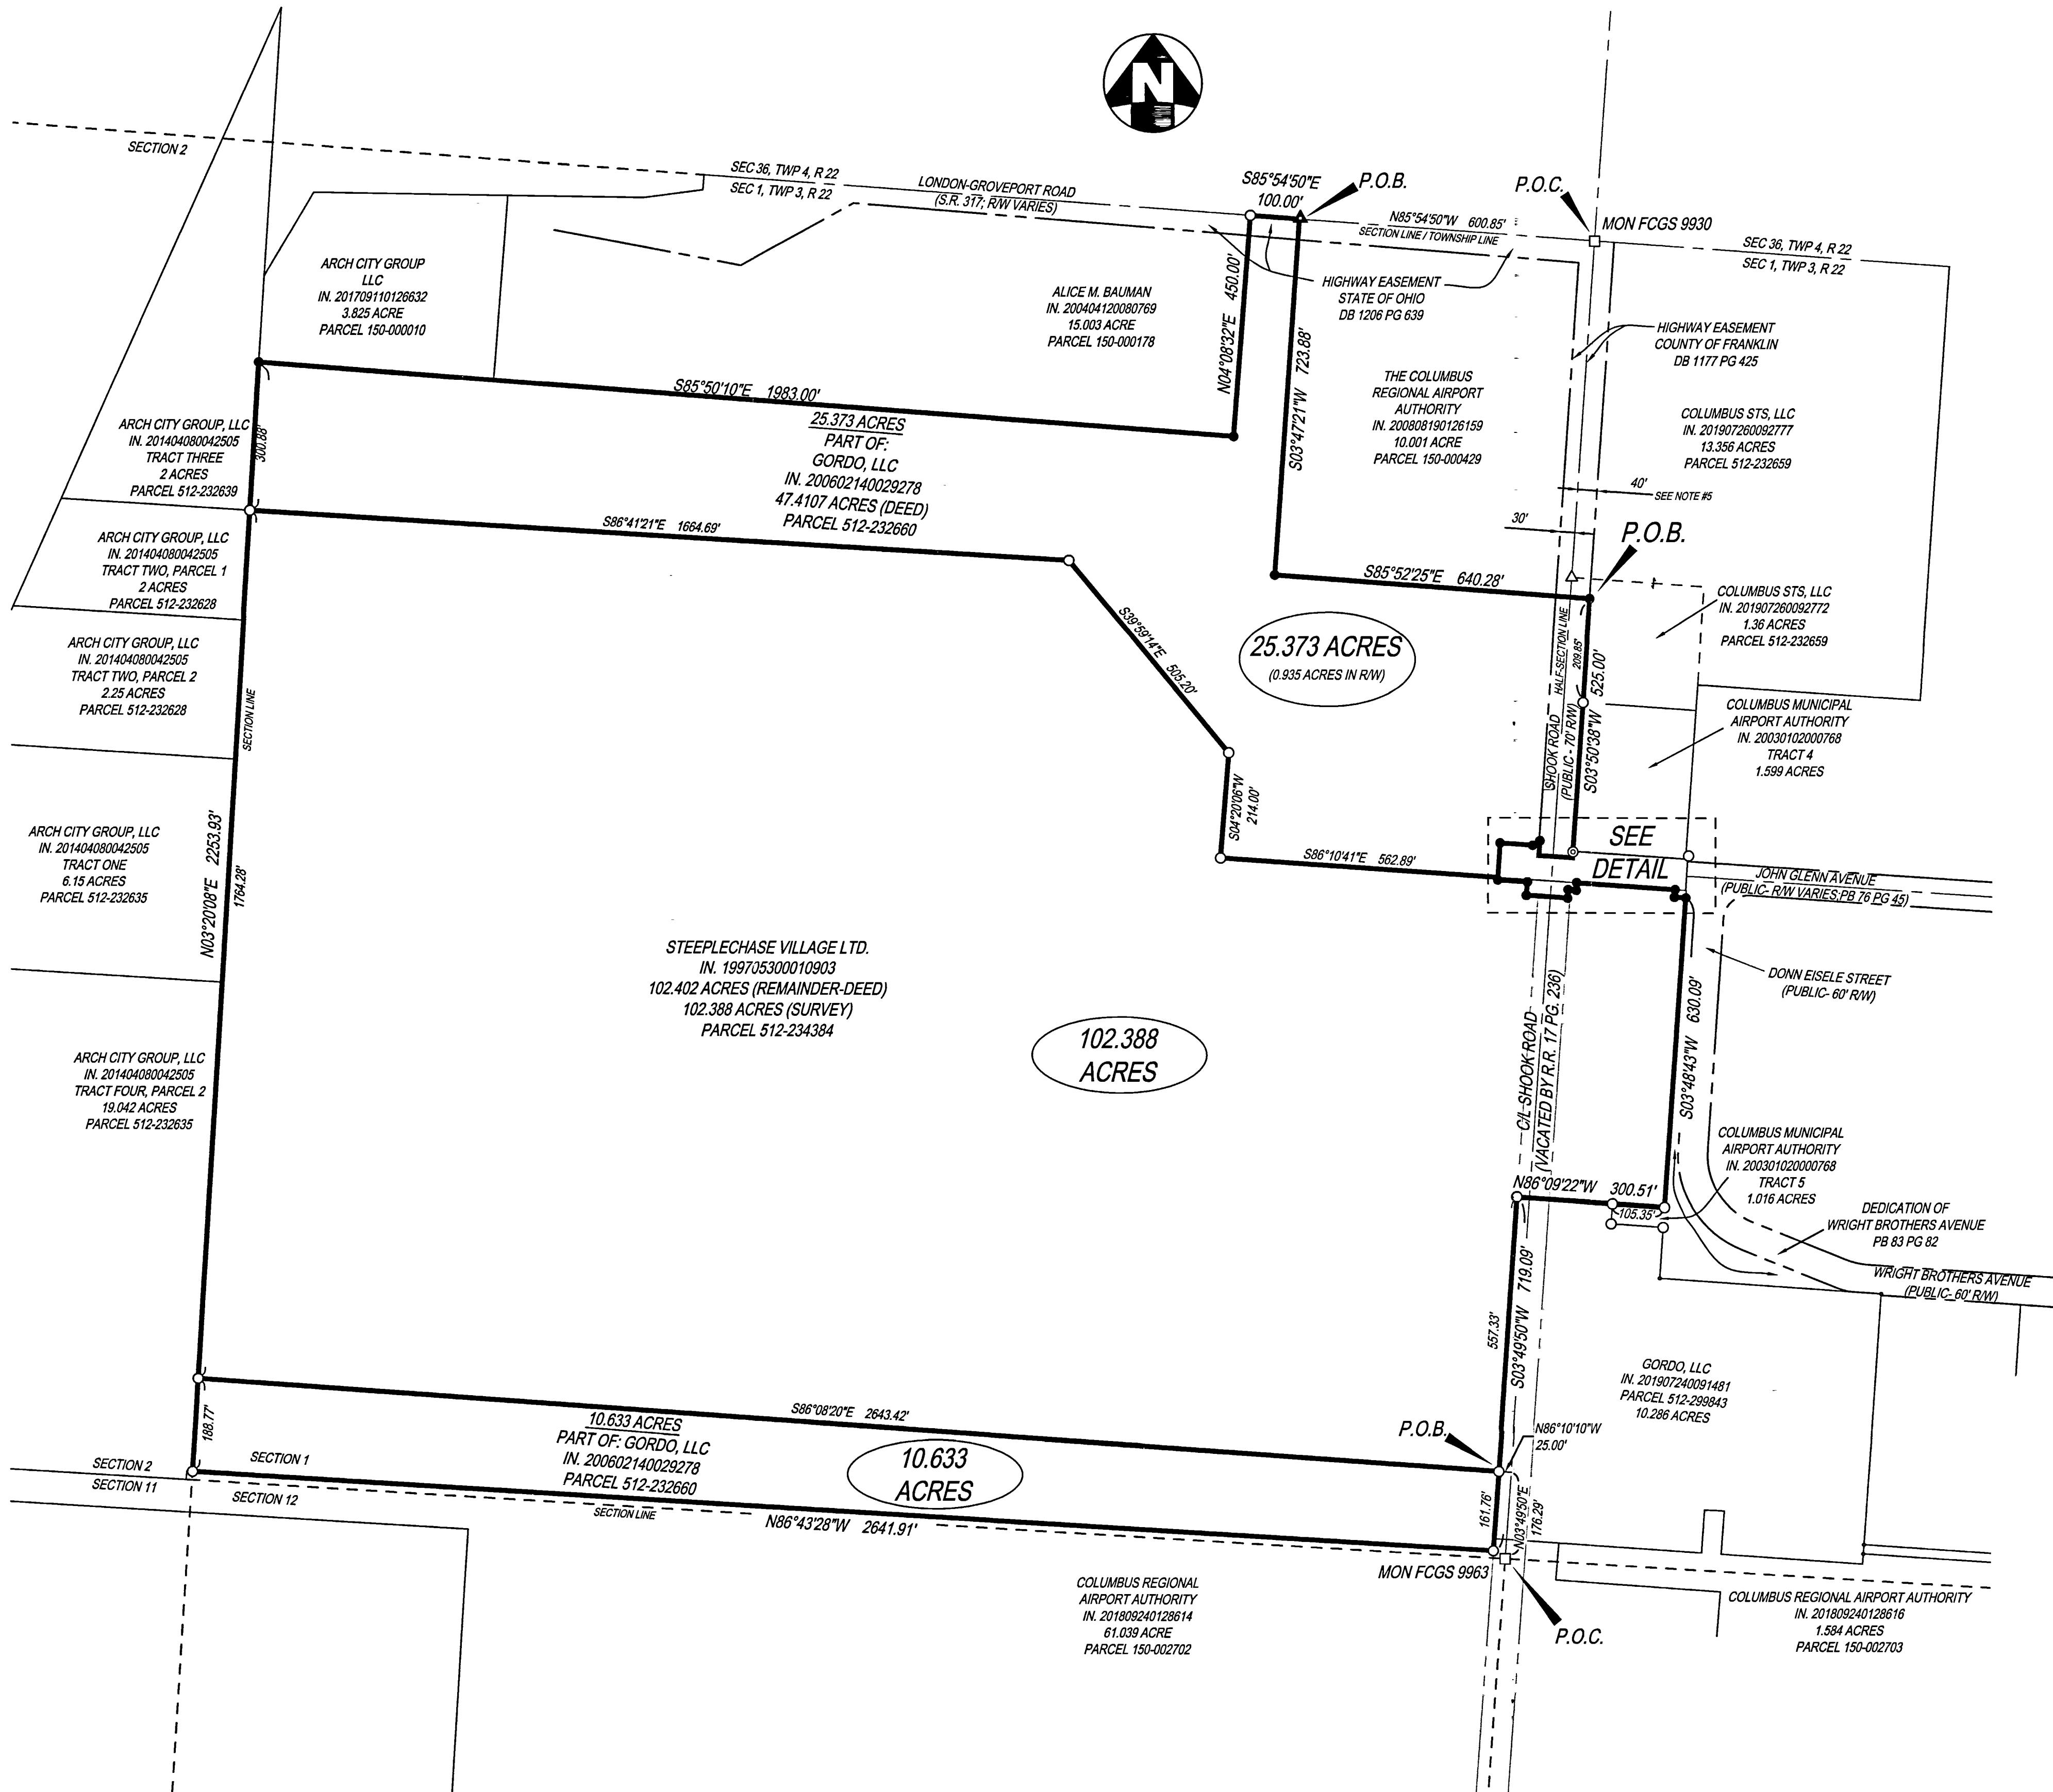 N
SECTION 2
SEC 36, TWP 4, R 22
SEC 1, TWP 3, R 22
LONDON-GROVEPORT ROAD
(S.R. 317; R/W VARIES)
S85°54'50"E
100.00'
P.O.B.
P.O.C.
N85°54'50"W 600.85'
SECTION LINE / TOWNSHIP LINE
MON FCGS 9930
SEC 36, TWP 4, R 22
SEC 1, TWP 3, R 22
ARCH CITY GROUP
LLC
IN. 201709110126632
3.825 ACRE
PARCEL 150-000010
ALICE M. BAUMAN
IN. 200404120080769
15.003 ACRE
PARCEL 150-000178
N04°08'32"E 450.00'
S03°47'21"W 723.88'
HIGHWAY EASEMENT
STATE OF OHIO
DB 1206 PG 639
HIGHWAY EASEMENT
COUNTY OF FRANKLIN
DB 1177 PG 425
THE COLUMBUS
REGIONAL AIRPORT
AUTHORITY
IN. 200808190126159
10.001 ACRE
PARCEL 150-000429
COLUMBUS STS, LLC
IN. 201907260092777
13.356 ACRES
PARCEL 512-232659
40'
SEE NOTE #5
30'
P.O.B.
S85°50'10"E 1983.00'
25.373 ACRES
PART OF:
GORDO, LLC
IN. 200602140029278
47.4107 ACRES (DEED)
PARCEL 512-232660
ARCH CITY GROUP, LLC
IN. 201404080042505
TRACT THREE
2 ACRES
PARCEL 512-232639
300.88'
S86°41'21"E 1664.69'
ARCH CITY GROUP, LLC
IN. 201404080042505
TRACT TWO, PARCEL 1
2 ACRES
PARCEL 512-232628
ARCH CITY GROUP, LLC
IN. 201404080042505
TRACT TWO, PARCEL 2
2.25 ACRES
PARCEL 512-232628
SECTION LINE
S85°52'25"E 640.28'
S39°59'14"E 505.20'
25.373 ACRES
(0.935 ACRES IN R/W)
HALF-SECTION LINE
209.85'
SHOOK ROAD
(PUBLIC - 70' R/W)
S03°50'38"W 525.00'
COLUMBUS STS, LLC
IN. 201907260092772
1.36 ACRES
PARCEL 512-232659
COLUMBUS MUNICIPAL
AIRPORT AUTHORITY
IN. 20030102000768
TRACT 4
1.599 ACRES
S04°20'06"W
214.00'
S86°10'41"E 562.89'
SEE
DETAIL
JOHN GLENN AVENUE
(PUBLIC- R/W VARIES;PB 76 PG 45)
DONN EISELE STREET
(PUBLIC- 60' R/W)
ARCH CITY GROUP, LLC
IN. 201404080042505
TRACT ONE
6.15 ACRES
PARCEL 512-232635
N03°20'08"E 2253.93'
1764.28'
STEEPLECHASE VILLAGE LTD.
IN. 199705300010903
102.402 ACRES (REMAINDER-DEED)
102.388 ACRES (SURVEY)
PARCEL 512-234384
102.388
ACRES
C/L SHOOK ROAD
(VACATED BY R.R. 17 PG. 236)
S03°48'43"W 630.09'
ARCH CITY GROUP, LLC
IN. 201404080042505
TRACT FOUR, PARCEL 2
19.042 ACRES
PARCEL 512-232635
COLUMBUS MUNICIPAL
AIRPORT AUTHORITY
IN. 200301020000768
TRACT 5
1.016 ACRES
N86°09'22"W 300.51'
105.35'
DEDICATION OF
WRIGHT BROTHERS AVENUE
PB 83 PG 82
WRIGHT BROTHERS AVENUE
(PUBLIC- 60' R/W)
557.33'
S03°49'50"W 719.09'
GORDO, LLC
IN. 201907240091481
PARCEL 512-299843
10.286 ACRES
S86°08'20"E 2643.42'
10.633 ACRES
PART OF: GORDO, LLC
IN. 200602140029278
PARCEL 512-232660
10.633
ACRES
P.O.B.
N86°10'10"W
25.00'
188.77'
161.76'
N03°49'50"E
176.29'
SECTION 2
SECTION 11
SECTION 1
SECTION 12
SECTION LINE
N86°43'28"W 2641.91'
MON FCGS 9963
P.O.C.
COLUMBUS REGIONAL
AIRPORT AUTHORITY
IN. 201809240128614
61.039 ACRE
PARCEL 150-002702
COLUMBUS REGIONAL AIRPORT AUTHORITY
IN. 201809240128616
1.584 ACRES
PARCEL 150-002703